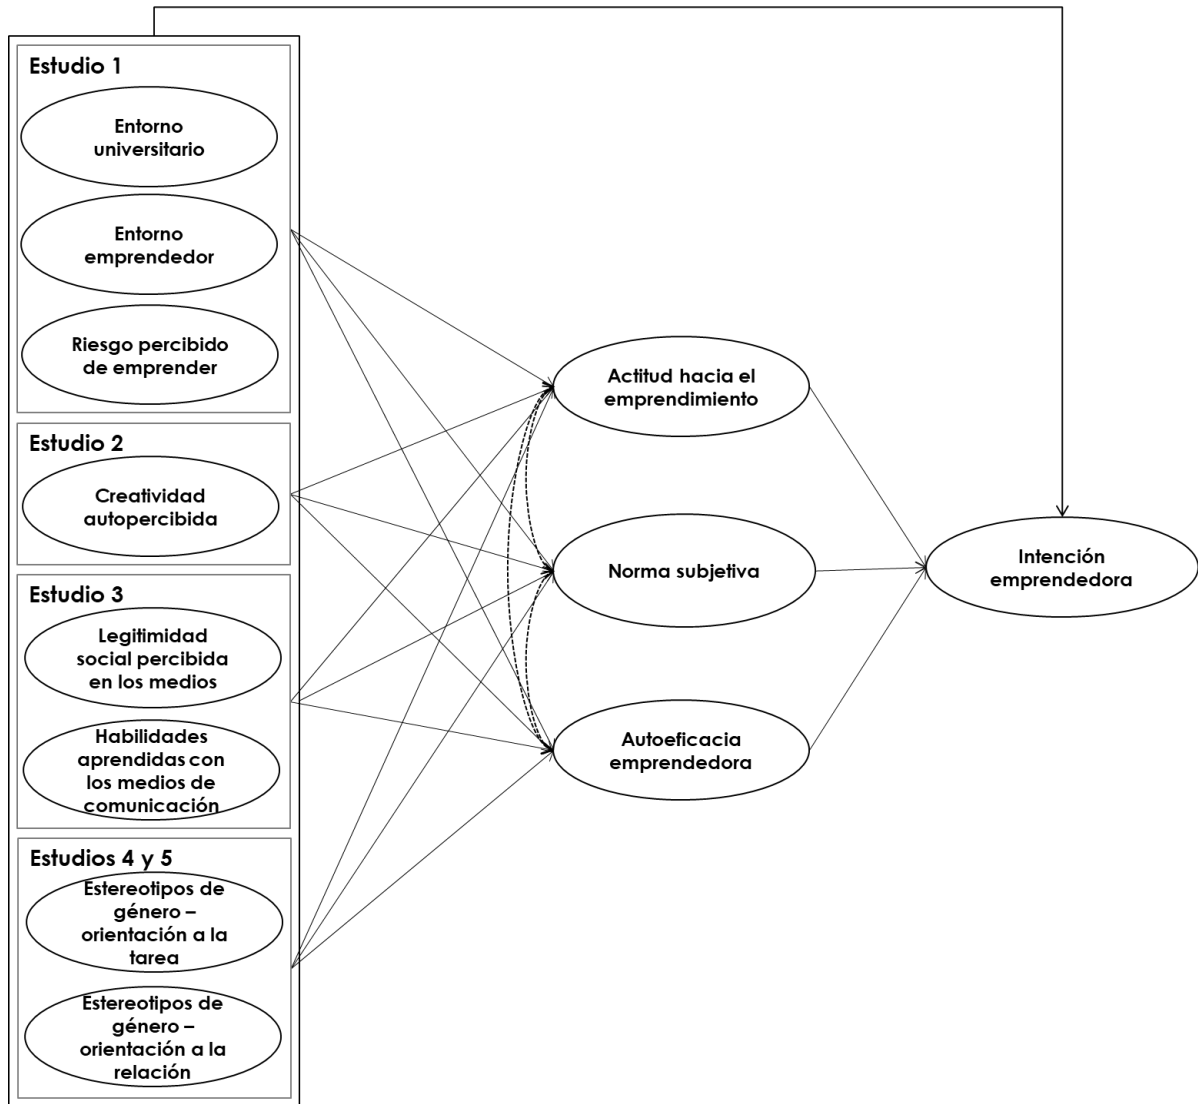 Estudio 1
Entorno
universitario
Entorno
emprendedor
Riesgo percibido
de emprender
Estudio 2
Creatividad
autopercibida
Estudio 3
Legitimidad
social percibida
en los medios
Habilidades
aprendidas con
los medios de
comunicación
Estudios 4 y 5
Estereotipos de
género –
orientación a la
tarea
Estereotipos de
género –
orientación a la
relación
Actitud hacia el
emprendimiento
Norma subjetiva
Autoeficacia
emprendedora
Intención
emprendedora